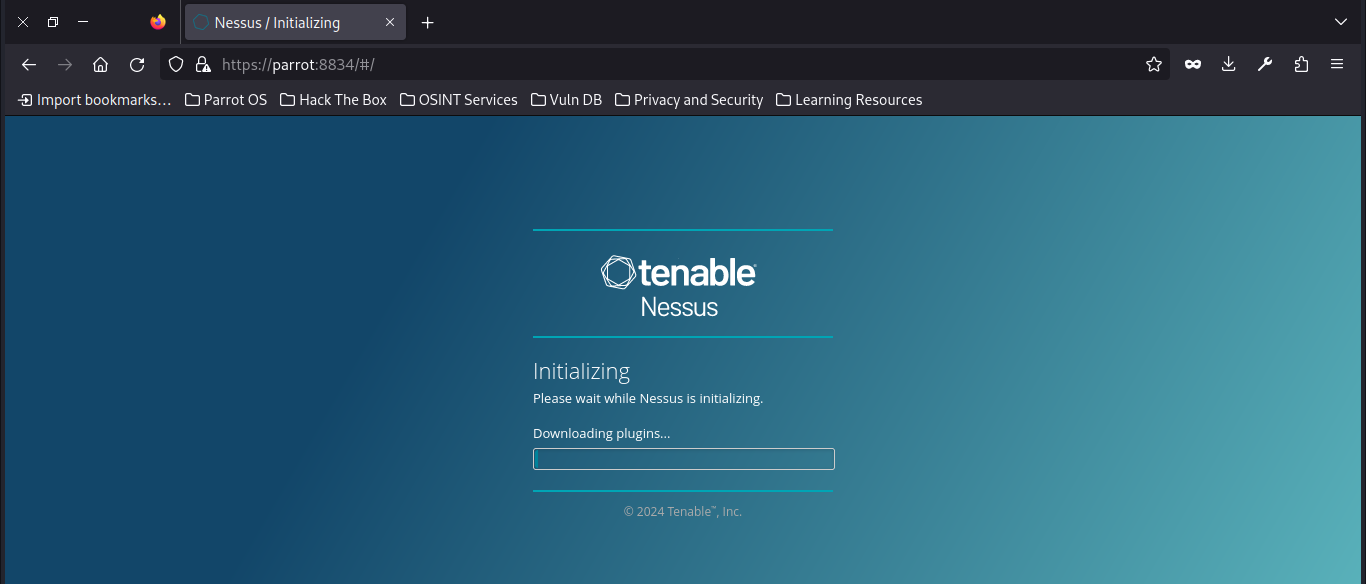 Nessus / Initializing
https://parrot:8834/#/
Import bookmarks... Parrot OS Hack The Box OSINT Services Vuln DB Privacy and Security Learning Resources
tenable
Nessus
Initializing
Please wait while Nessus is initializing.
Downloading plugins...
© 2024 Tenable™, Inc.